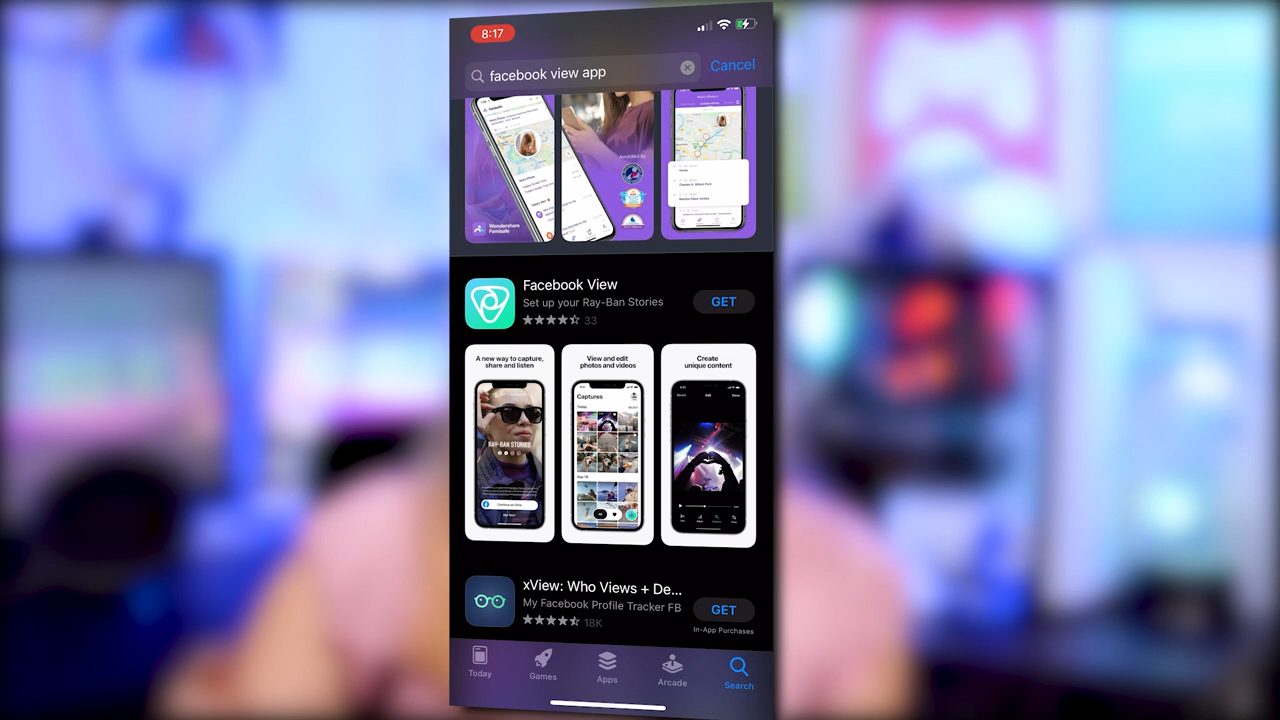 8:17
facebook view app
Cancel
Awarded By
Wondershare
Famisafe
Facebook View
Set up your Ray-Ban Stories
33
GET
A new way to capture,
share and listen
View and edit
photos and videos
Create
unique content
Captures
Today
RAY-BAN STORIES
xView: Who Views + De...
My Facebook Profile Tracker FB
18K
GET
In-App Purchases
Today
Games
Apps
Arcade
Search